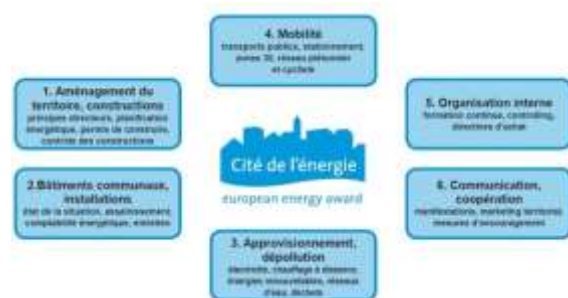 4. Mobilité
transports publics, stationnement,
zones 30, réseau piétonnier
et cycliste
1. Aménagement du
territoire, constructions
principes directeurs, planification
énergétique, permis de construire,
contrôle des constructions
5. Organisation interne
formation continue, controlling,
directives d'achat
Cité de l'énergie
european energy award
2.Bâtiments communaux,
installations
état de la situation, assainissement,
comptabilité énergétique, entretien
6. Communication,
coopération
manifestations, marketing territorial
mesures d'encouragement
3. Approvisionnement,
dépollution
électricité, chauffage à distance,
énergies renouvelables, réseaux
d'eau, déchets